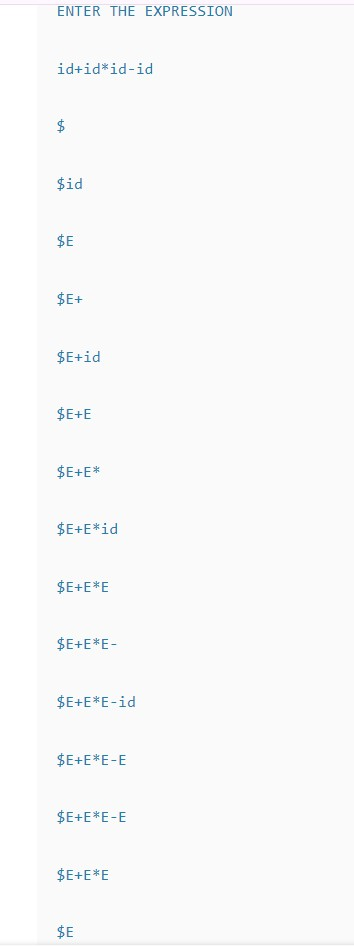 ENTER THE EXPRESSION
id+id*id-id
$
$id
$E
$E+
$E+id
$E+E
$E+E*
$E+E*id
$E+E*E
$E+E*E-
$E+E*E-id
$E+E*E-E
$E+E*E-E
$E+E*E
$E